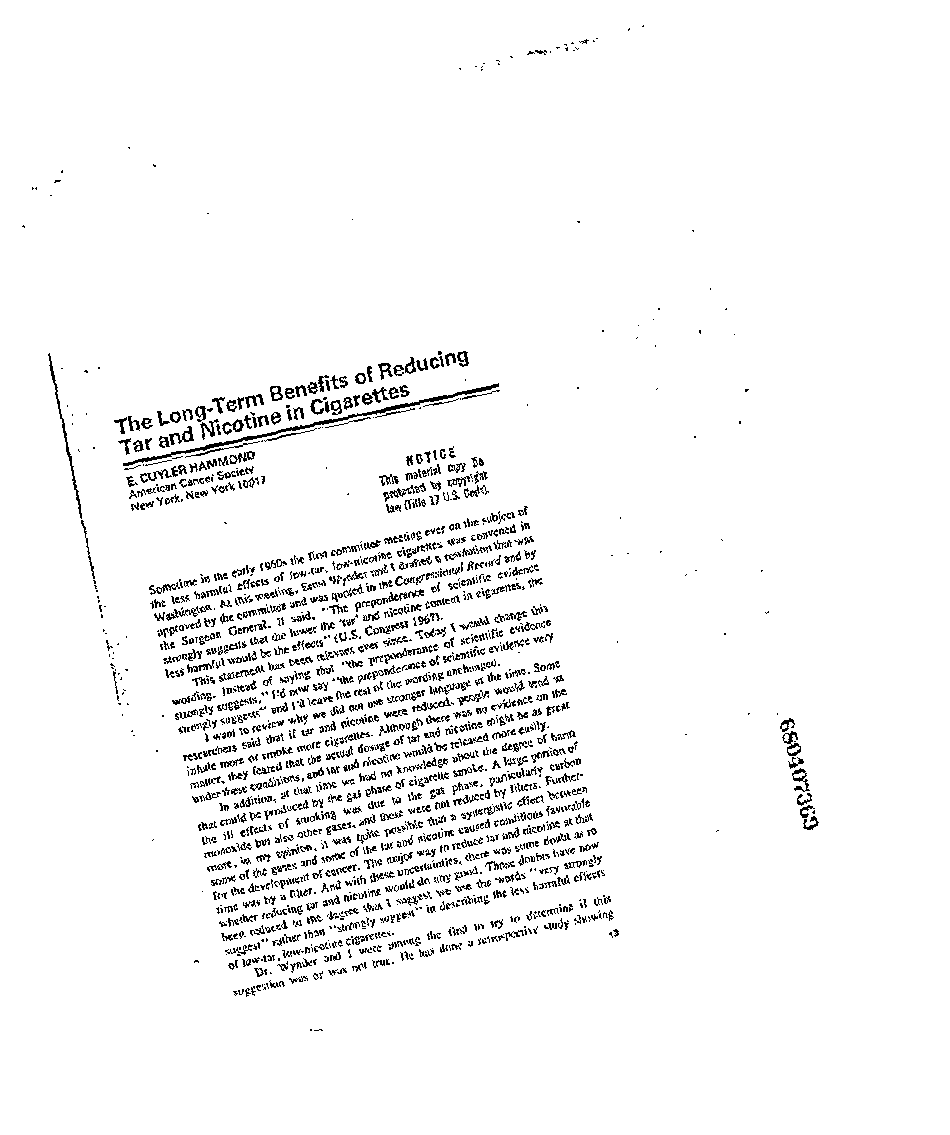 The Long-Term Benefits of Reducing
Tar and Nicotine in Cigarettes
E. CUYLER HAMMOND
American Cancer Society
New York, New York 10017
NOTICE
This material may be
protected by copyright
law (Title 17 U.S. Code).
Sometime in the early 1960s the first committee meeting ever on the subject of
the less harmful effects of low-tar, low-nicotine cigarettes was convened in
Washington. At this meeting, Ernst Wynder and I drafted a resolution that was
approved by the committee and was quoted in the Congressional Record and by
the Surgeon General. It said, "The preponderance of scientific evidence
strongly suggests that the lower the 'tar' and nicotine content in cigarettes, the
less harmful would be the effects" (U.S. Congress 1967).
This statement has been relevant ever since. Today I would change this
wording. Instead of saying that "the preponderance of scientific evidence
strongly suggests," I'd now say "the preponderance of scientific evidence very
strongly suggests" and I'd leave the rest of the wording unchanged.
I want to review why we did not use stronger language at the time. Some
researchers said that if tar and nicotine were reduced, people would tend to
inhale more or smoke more cigarettes. Although there was no evidence on the
matter, they feared that the actual dosage of tar and nicotine might be as great
under these conditions, and tar and nicotine would be released more easily.
In addition, at that time we had no knowledge about the degree of harm
that could be produced by the gas phase of cigarette smoke. A large portion of
the ill effects of smoking was due to the gas phase, particularly carbon
monoxide but also other gases, and these were not reduced by filters. Further-
more, in my opinion, it was quite possible that a synergistic effect between
some of the gases and some of the tar and nicotine caused conditions favorable
for the development of cancer. The major way to reduce tar and nicotine at that
time was by a filter. And with these uncertainties, there was some doubt as to
whether reducing tar and nicotine would do any good. Those doubts have now
been reduced to the degree that I suggest we use the words "very strongly
suggest" rather than "strongly suggest" in describing the less harmful effects
of low-tar, low-nicotine cigarettes.
Dr. Wynder and I were among the first to try to determine if this
suggestion was or was not true. He has done a retrospective study showing
13
680407369